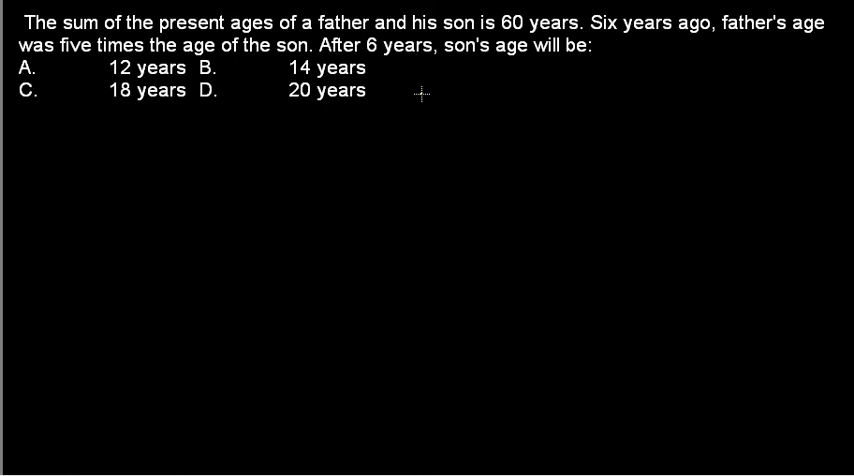 The sum of the present ages of a father and his son is 60 years. Six years ago, father's age
was five times the age of the son. After 6 years, son's age will be:
A. 12 years B. 14 years
C. 18 years D. 20 years